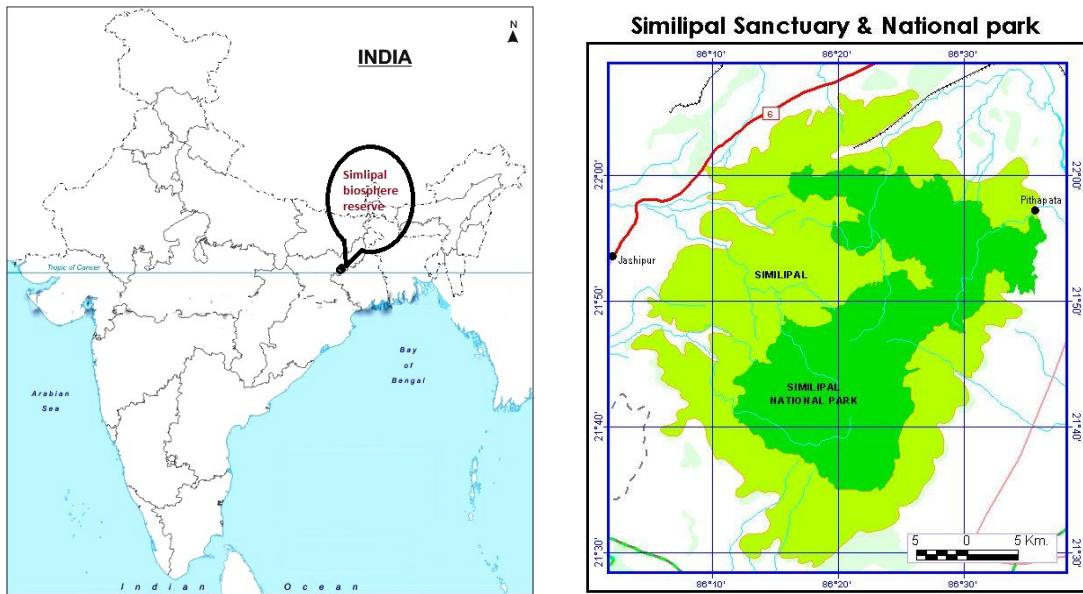 N
INDIA
Simlipal
biosphere
reserve
Tropic of Cancer
Bay
of
Bengal
Arabian
Sea
Indian Ocean
Similipal Sanctuary & National park
86°10' 86°20' 86°30'
6
22°00' 22°00'
Pithapata
Jashipur
SIMILIPAL
21°50' 21°50'
SIMILIPAL
NATIONAL PARK
21°40' 21°40'
5 0 5 Km.
21°30' 21°30'
86°10' 86°20' 86°30'